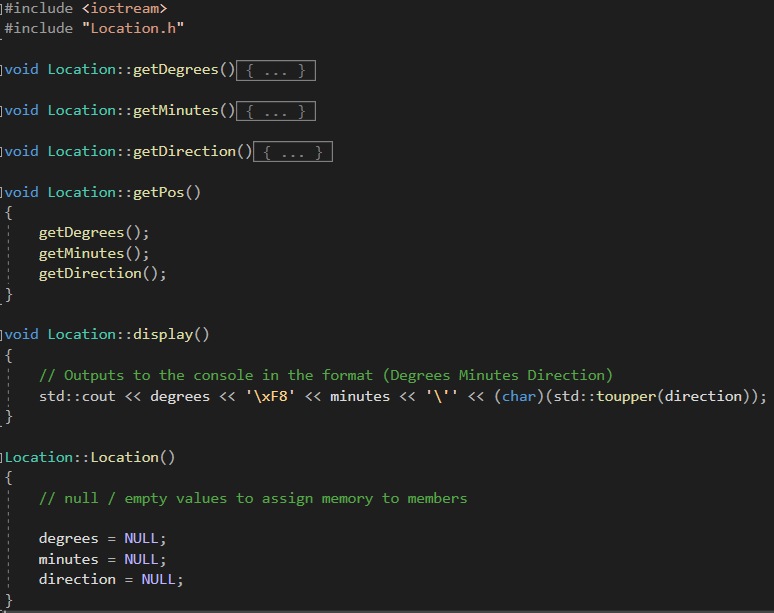 #include <iostream>
#include "Location.h"
void Location::getDegrees(){ ... }
void Location::getMinutes(){ ... }
void Location::getDirection(){ ... }
void Location::getPos()
{
getDegrees();
getMinutes();
getDirection();
}
void Location::display()
{
// Outputs to the console in the format (Degrees Minutes Direction)
std::cout << degrees << '\xF8' << minutes << '\'' << (char)(std::toupper(direction));
}
Location::Location()
{
// null / empty values to assign memory to members
degrees = NULL;
minutes = NULL;
direction = NULL;
}